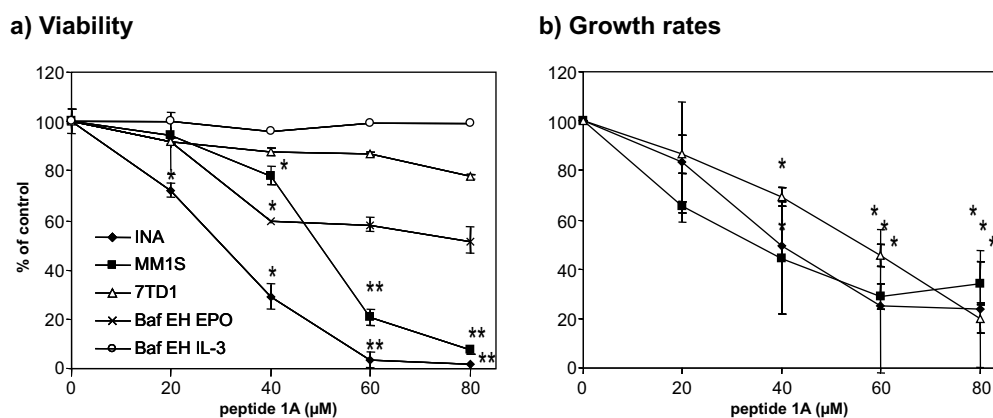 a) Viability
120
100
80
60
40
20
0
% of control
INA
MM1S
7TD1
Baf EH EPO
Baf EH IL-3
*
*
*
*
*
**
**
**
**
0 20 40 60 80
peptide 1A (µM)
b) Growth rates
120
100
80
60
40
20
0
*
*
*
*
*
*
*
*
0 20 40 60 80
peptide 1A (µM)